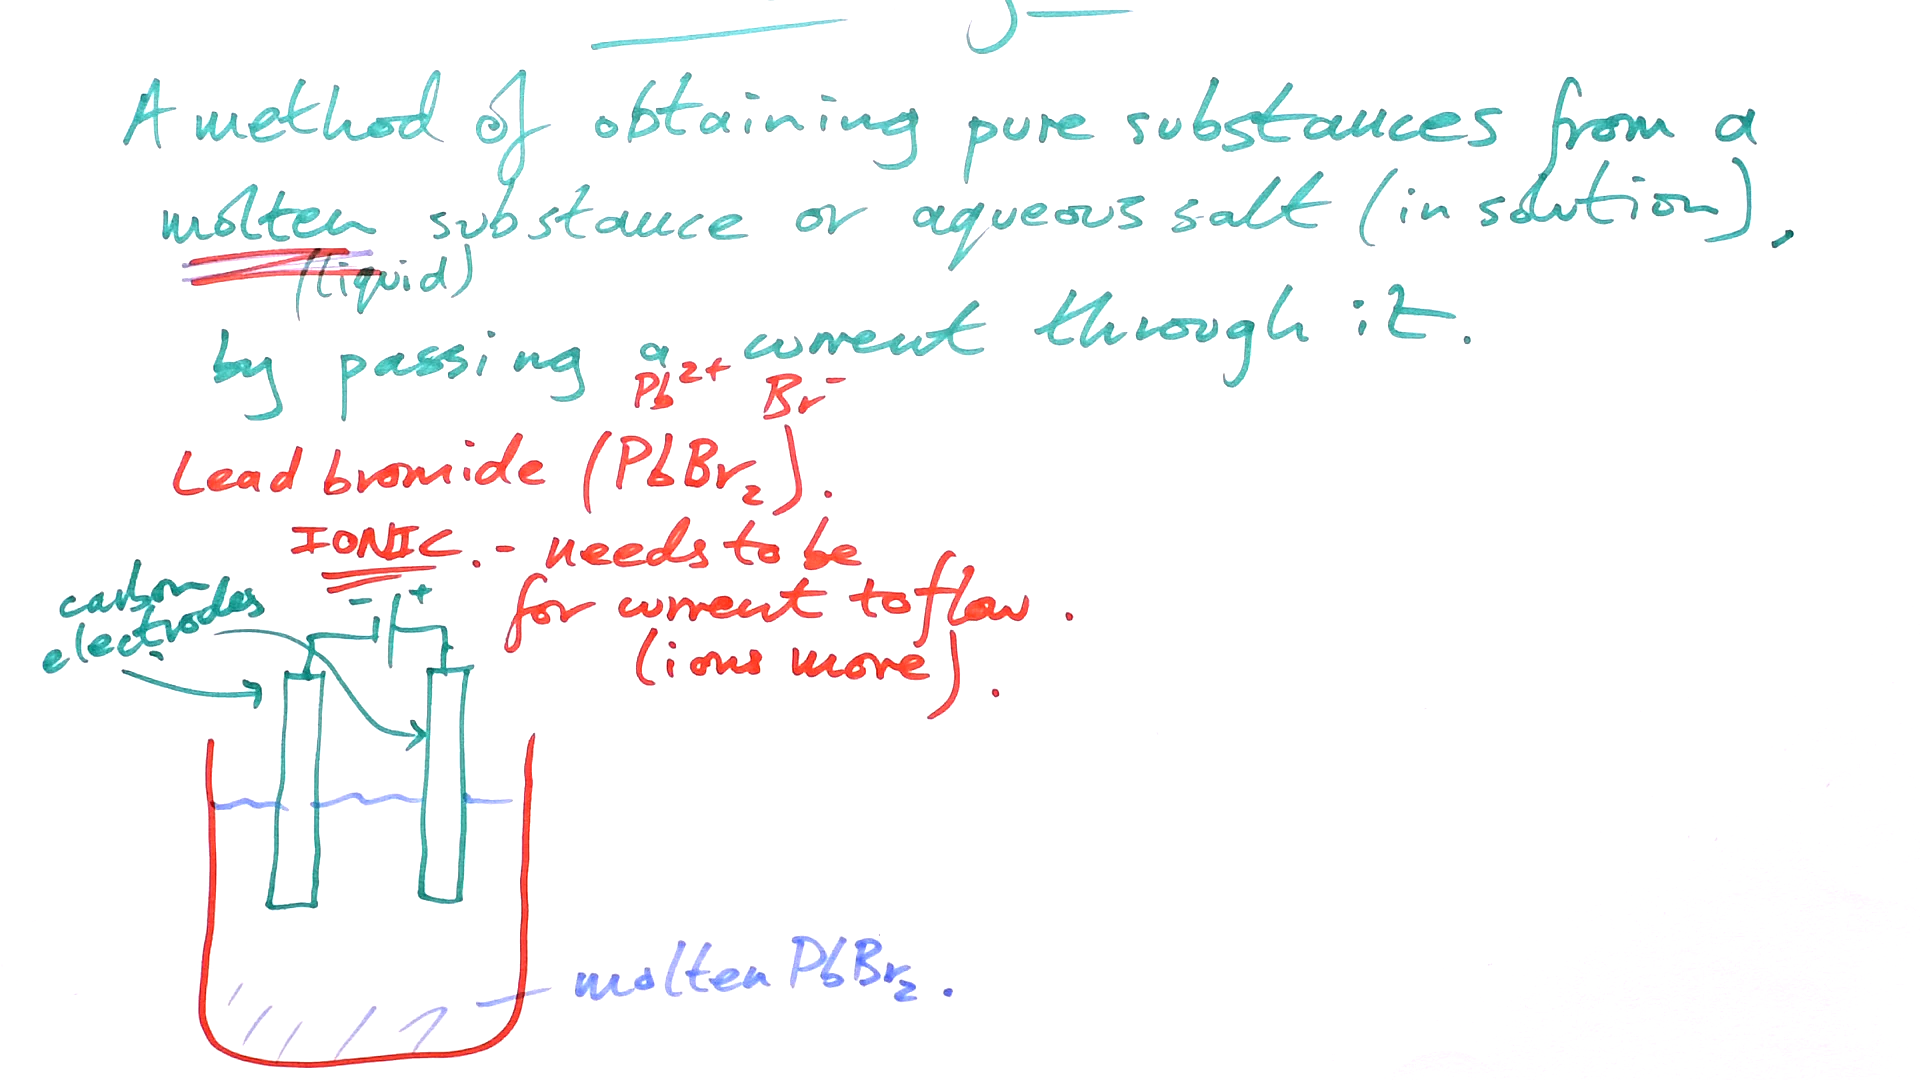 A method of obtaining pure substances from a
molten substance or aqueous salt (in solution),
(liquid)
by passing a current through it.
Pb²⁺ Br⁻
Lead bromide (PbBr₂).
IONIC. - needs to be
for current to flow.
(ions move).
carbon
electrodes
- +
molten PbBr₂.